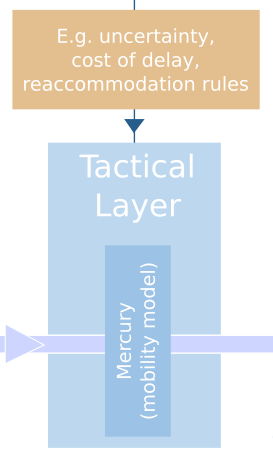 E.g. uncertainty,
cost of delay,
reaccommodation rules
Tactical
Layer
Mercury
(mobility model)